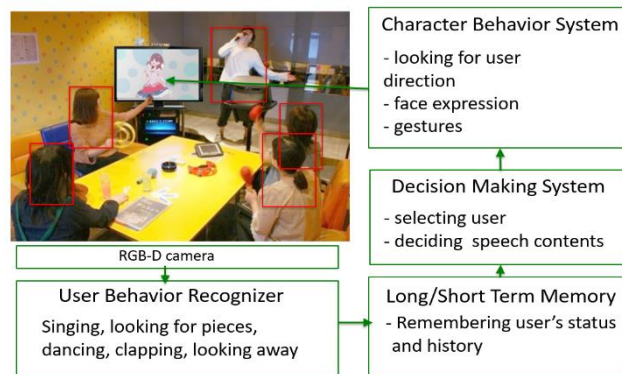 Character Behavior System
- looking for user
direction
- face expression
- gestures
Decision Making System
- selecting user
- deciding speech contents
RGB-D camera
User Behavior Recognizer
Singing, looking for pieces,
dancing, clapping, looking away
Long/Short Term Memory
- Remembering user's status
and history